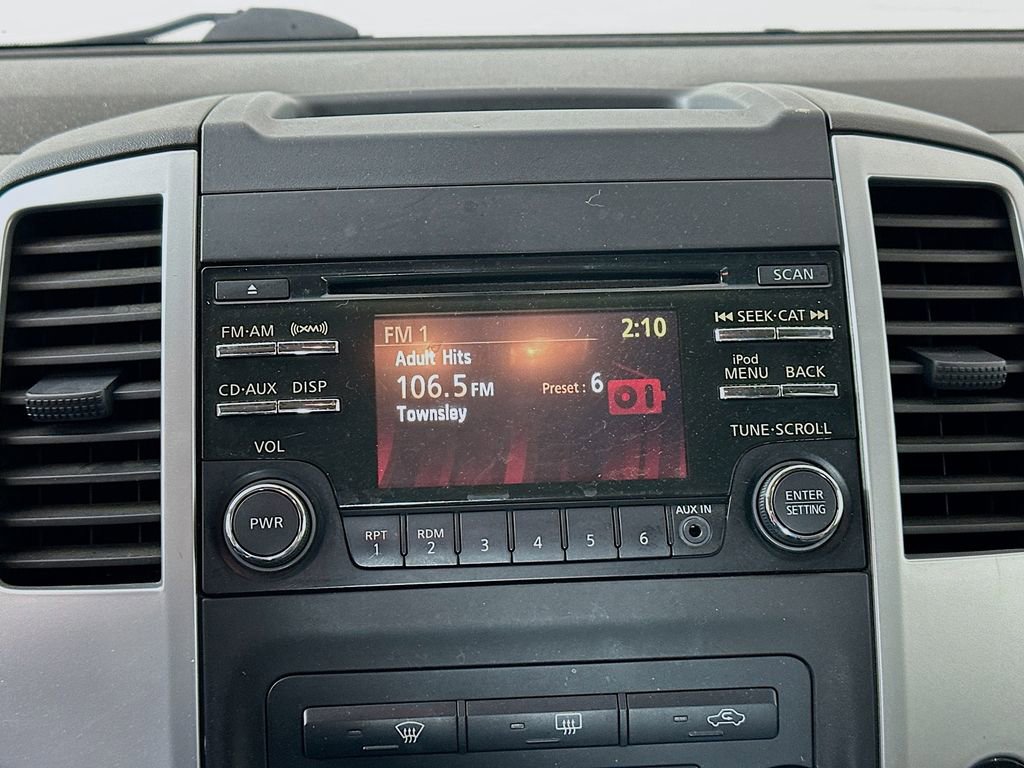 SCAN
FM·AM
((XM))
CD·AUX
DISP
VOL
PWR
FM 1
2:10
Adult Hits
106.5 FM
Preset : 6
Townsley
SEEK·CAT
iPod
MENU
BACK
TUNE·SCROLL
ENTER
SETTING
RPT
1
RDM
2
3
4
5
6
AUX IN